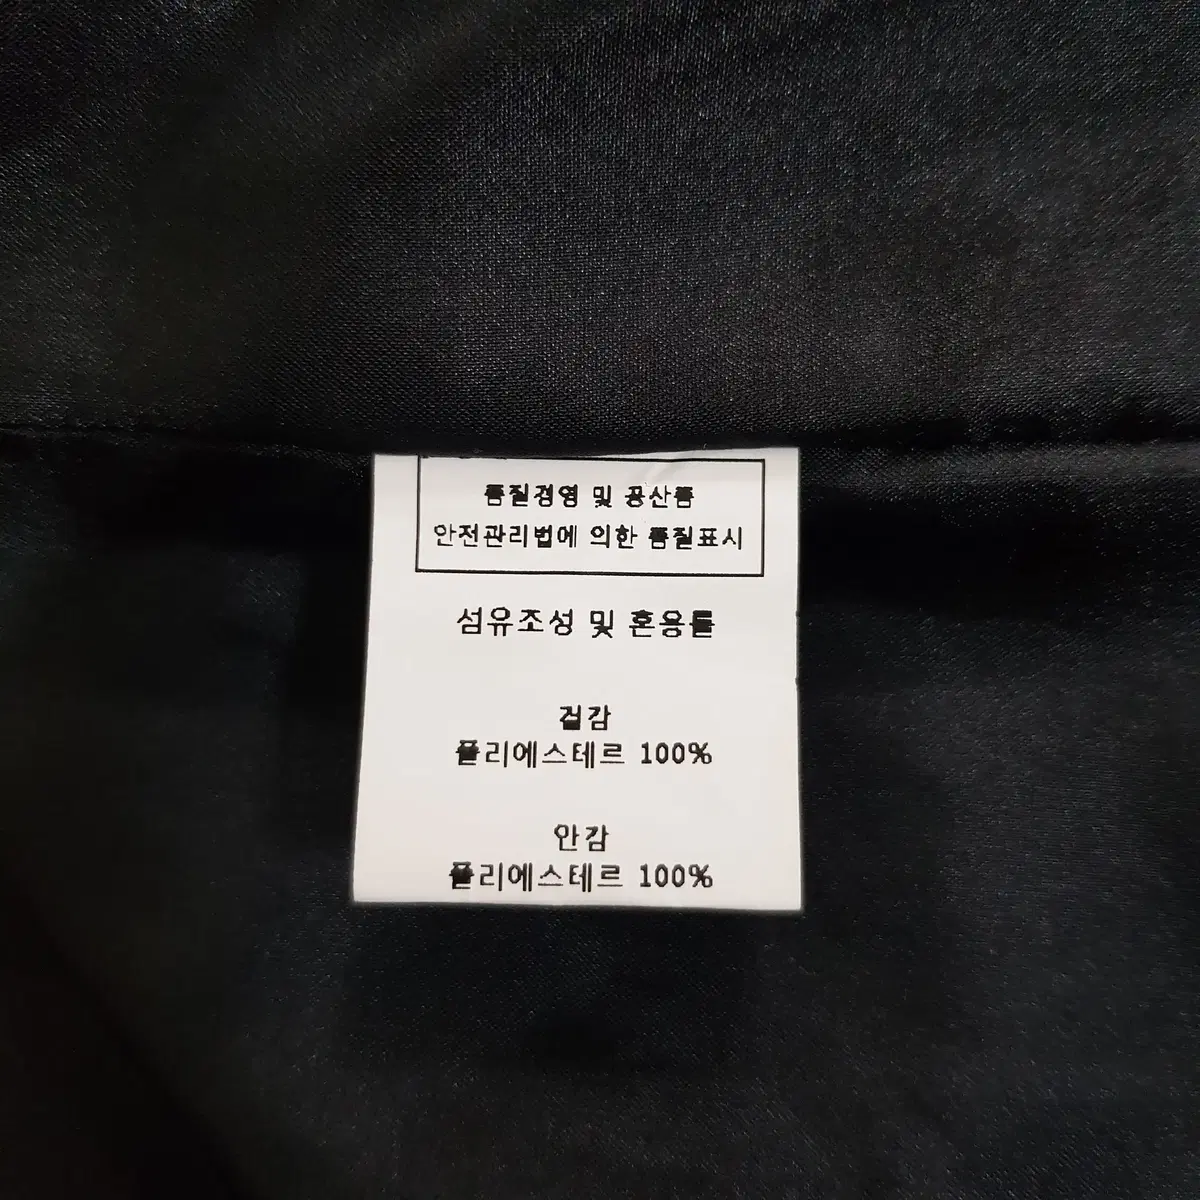 품질경영 및 공산품
안전관리법에 의한 품질표시
섬유조성 및 혼용률
겉감
폴리에스테르 100%
안감
폴리에스테르 100%